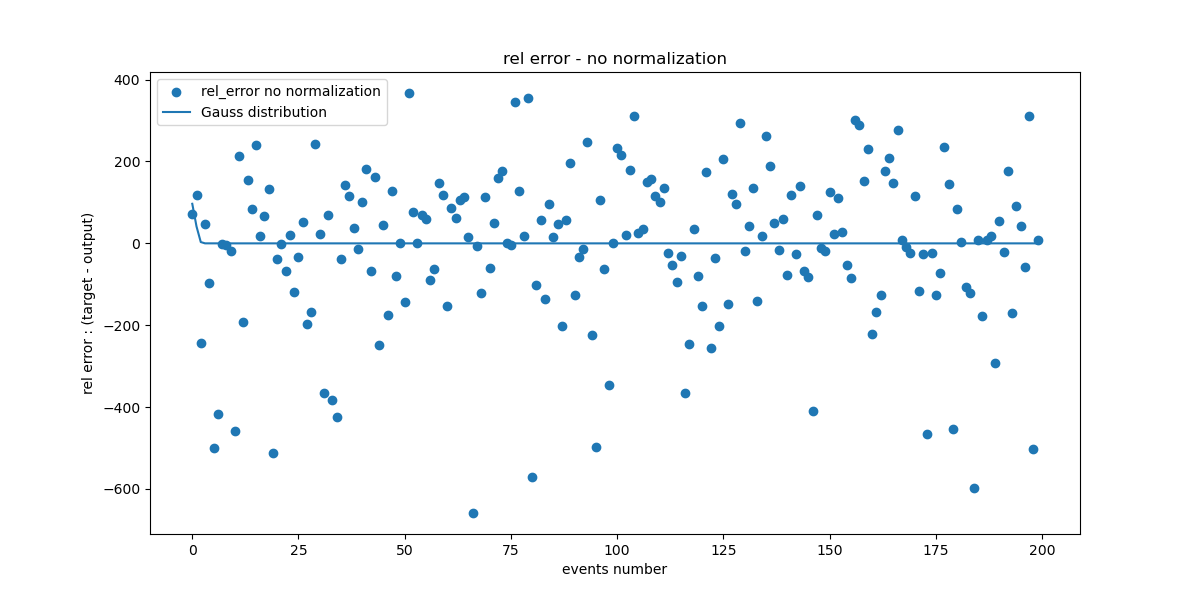 rel error - no normalization
rel_error no normalization
Gauss distribution
rel error : (target - output)
400
200
0
−200
−400
−600
0 25 50 75 100 125 150 175 200
events number